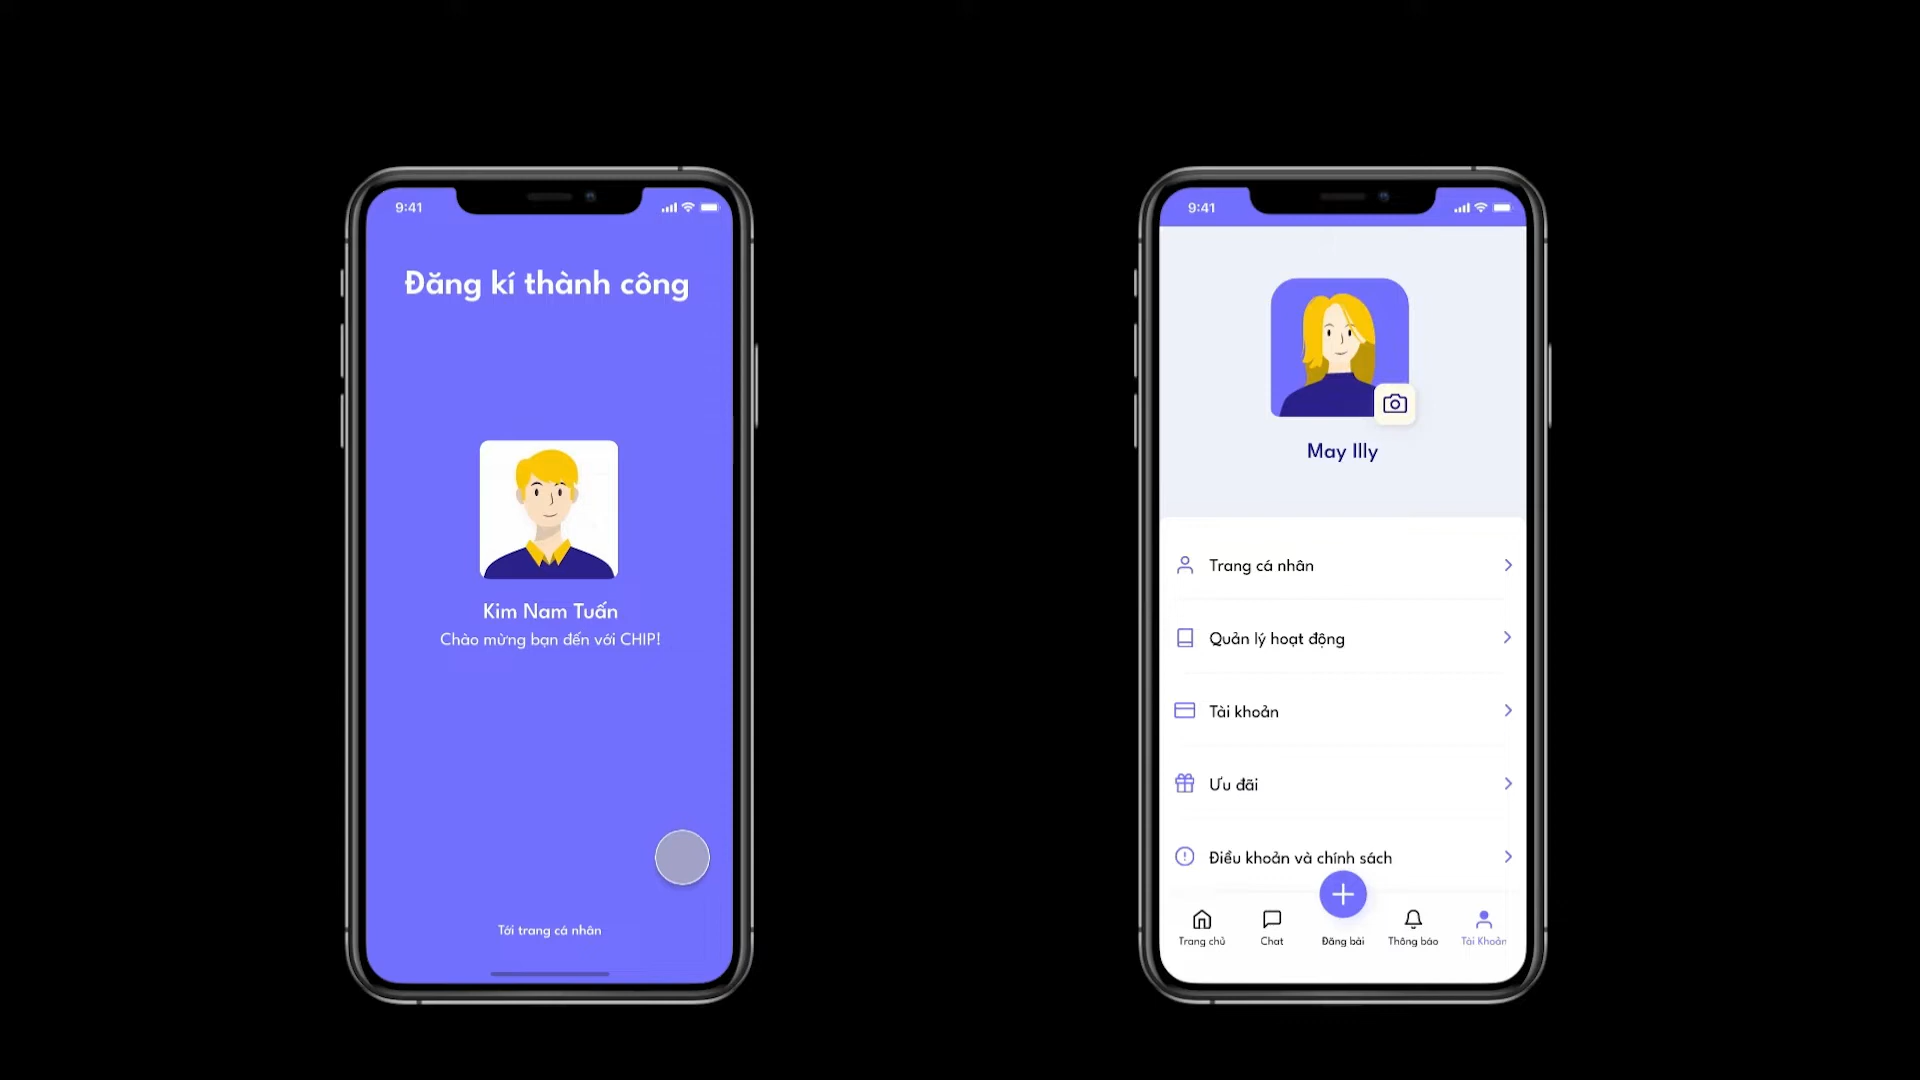 9:41
Đăng kí thành công
Kim Nam Tuấn
Chào mừng bạn đến với CHIP!
Tới trang cá nhân
9:41
May Illy
Trang cá nhân
Quản lý hoạt động
Tài khoản
Ưu đãi
Điều khoản và chính sách
Trang chủ
Chat
Đăng bài
Thông báo
Tài Khoản